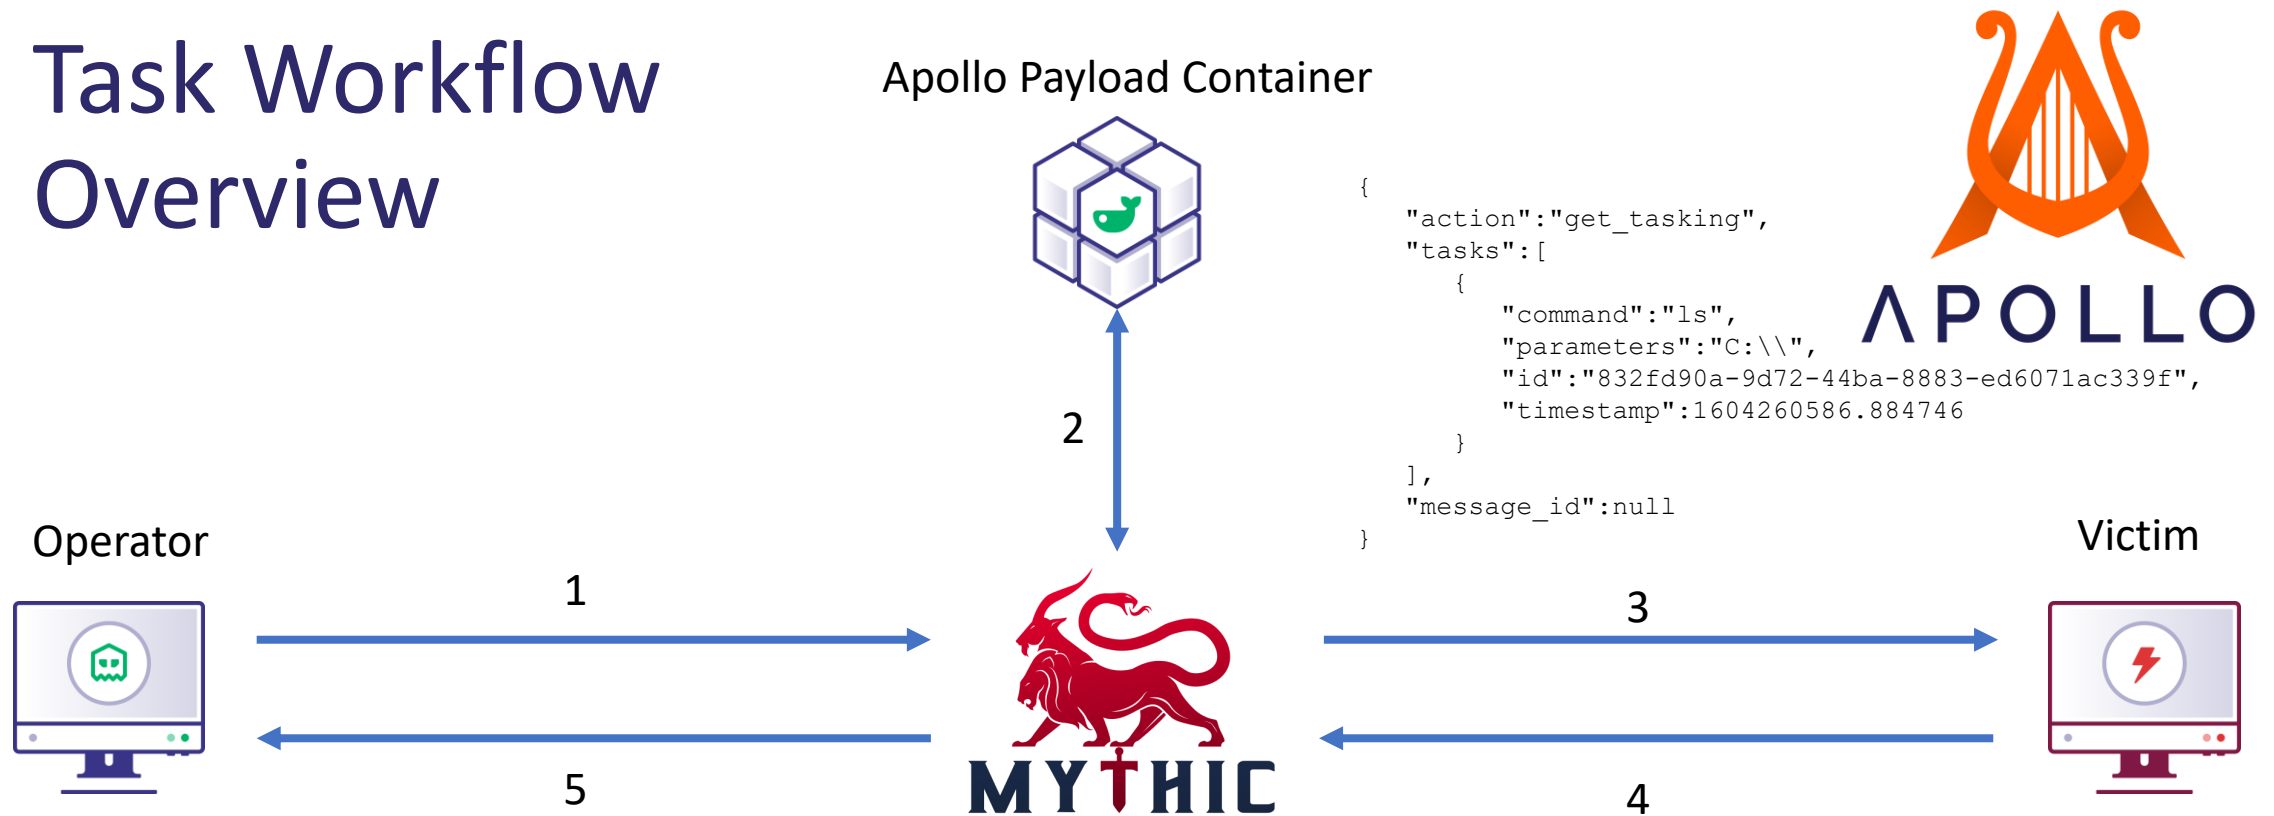 Task Workflow
Overview
Apollo Payload Container
{
"action":"get_tasking",
"tasks":[
{
"command":"ls",
"parameters":"C:\\",
"id":"832fd90a-9d72-44ba-8883-ed6071ac339f",
"timestamp":1604260586.884746
}
],
"message_id":null
}
APOLLO
2
Operator
Victim
1
3
MYTHIC
5
4